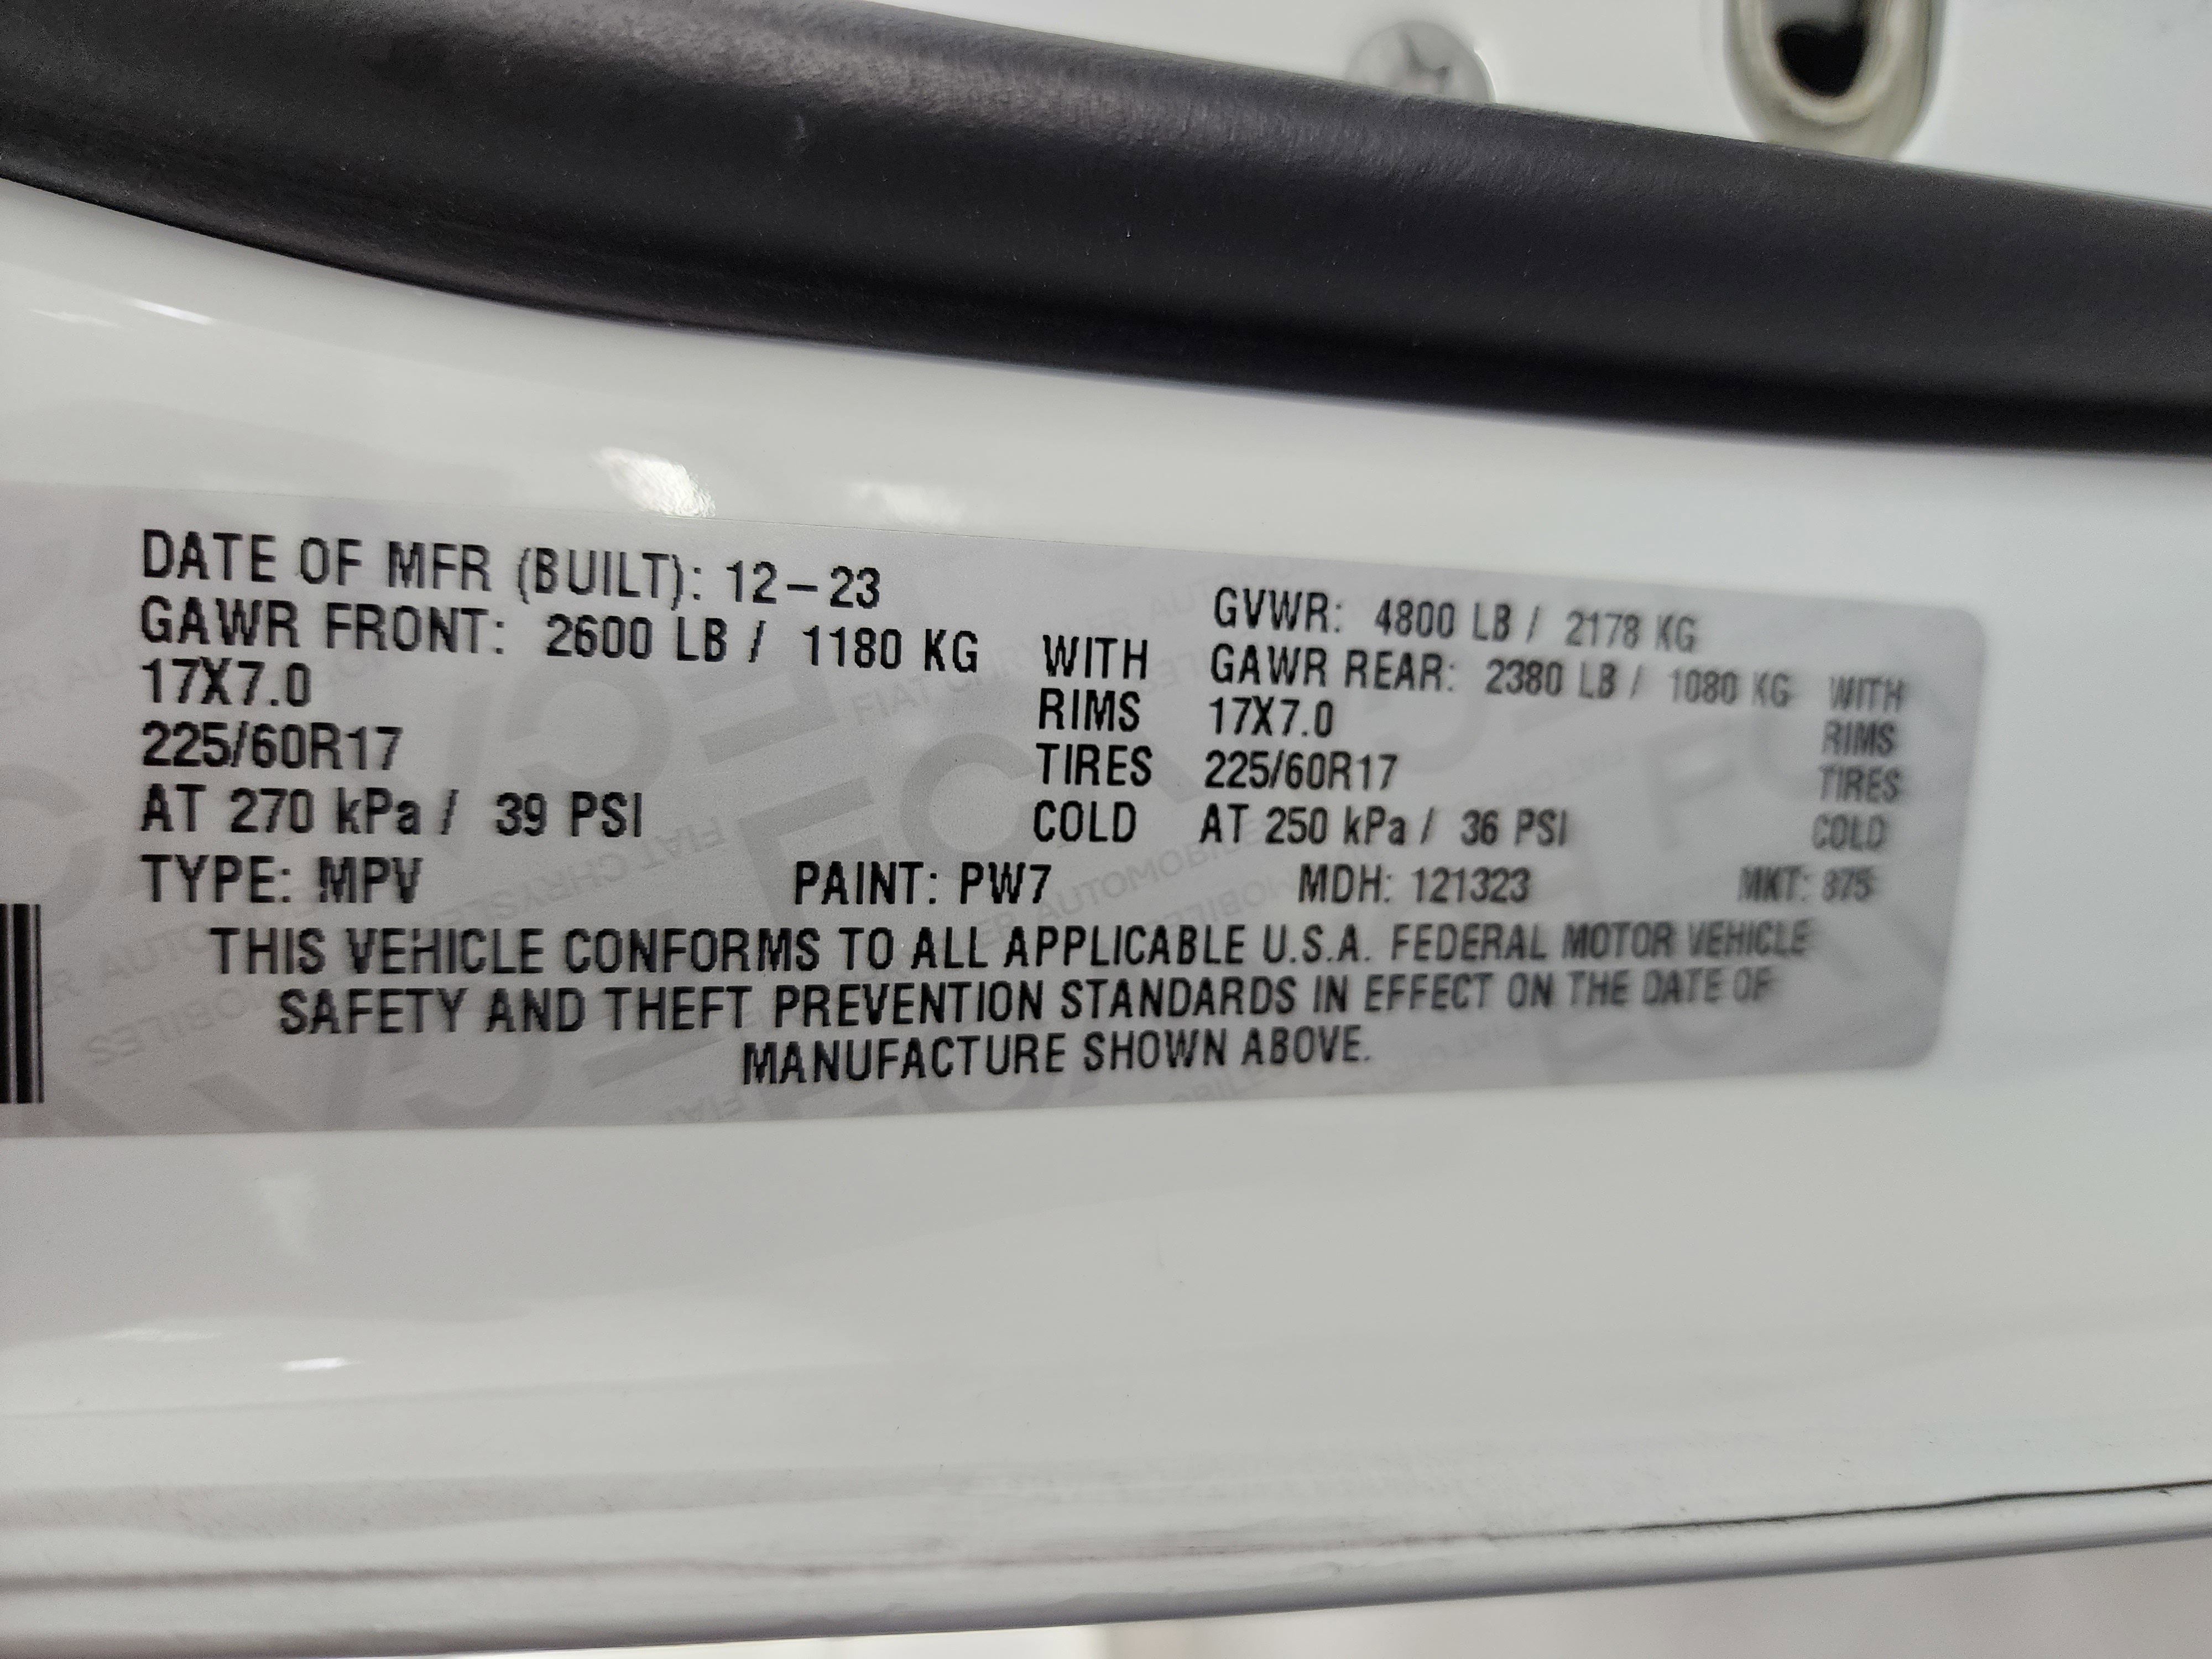 DATE OF MFR (BUILT): 12-23
GVWR: 4800 LB / 2178 KG
GAWR FRONT: 2600 LB / 1180 KG WITH
GAWR REAR: 2380 LB / 1080 KG WITH
17X7.0 RIMS 17X7.0 RIMS
225/60R17 TIRES 225/60R17 TIRES
AT 270 kPa / 39 PSI COLD AT 250 kPa / 36 PSI COLD
TYPE: MPV PAINT: PW7 MDH: 121323 MKT:
THIS VEHICLE CONFORMS TO ALL APPLICABLE U.S.A. FEDERAL MOTOR VEHICLE
SAFETY AND THEFT PREVENTION STANDARDS IN EFFECT ON THE DATE OF
MANUFACTURE SHOWN ABOVE.